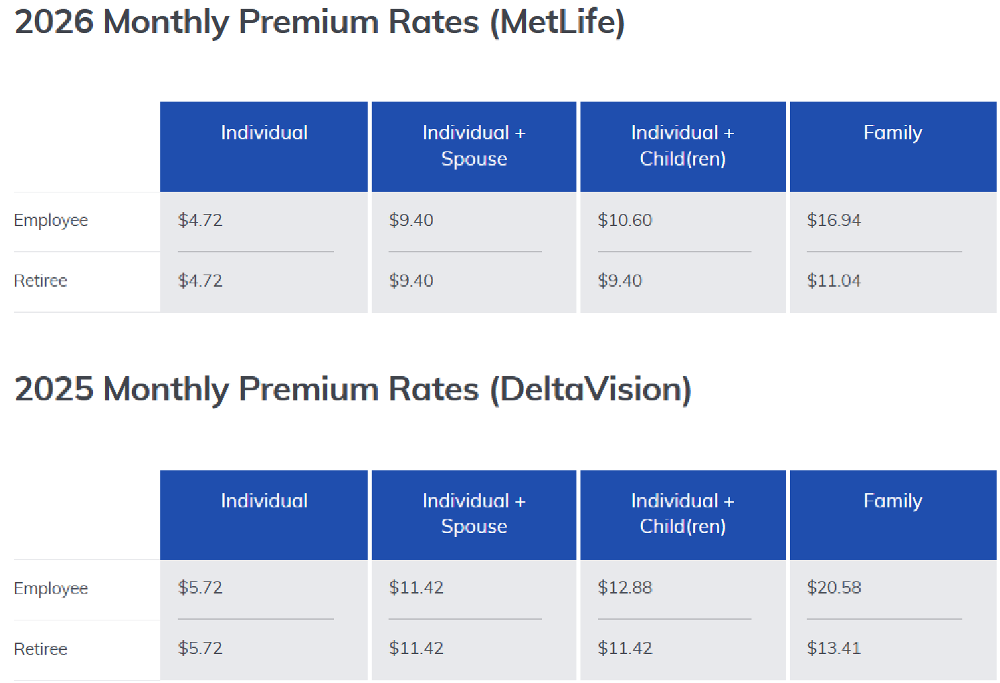 2026 Monthly Premium Rates (MetLife)
Individual
Individual +
Spouse
Individual +
Child(ren)
Family
Employee $4.72 $9.40 $10.60 $16.94
Retiree $4.72 $9.40 $9.40 $11.04
2025 Monthly Premium Rates (DeltaVision)
Individual
Individual +
Spouse
Individual +
Child(ren)
Family
Employee $5.72 $11.42 $12.88 $20.58
Retiree $5.72 $11.42 $11.42 $13.41